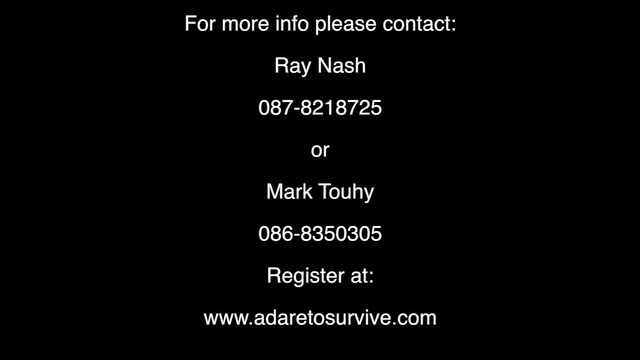 For more info please contact:
Ray Nash
087-8218725
or
Mark Touhy
086-8350305
Register at:
www.adaretosurvive.com